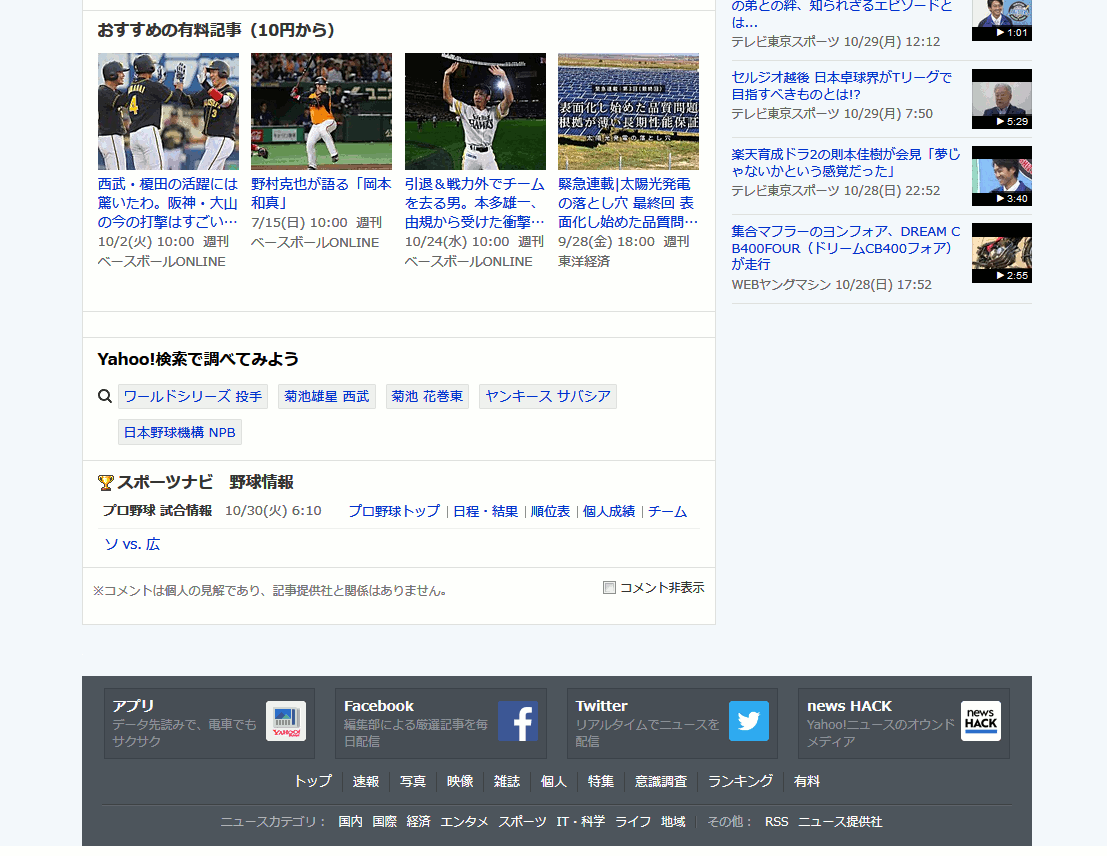 おすすめの有料記事（10円から）
西武・榎田の活躍には
驚いたわ。阪神・大山
の今の打撃はすごい…
10/2(火) 10:00 週刊
ベースボールONLINE
野村克也が語る「岡本
和真」
7/15(日) 10:00 週刊
ベースボールONLINE
引退＆戦力外でチーム
を去る男。本多雄一、
由規から受けた衝撃…
10/24(水) 10:00 週刊
ベースボールONLINE
緊急連載 第3回(最終回)
表面化し始めた品質問題
根拠が薄い長期性能保証
太陽光発電の落とし穴
緊急連載|太陽光発電
の落とし穴 最終回 表
面化し始めた品質問…
9/28(金) 18:00 週刊
東洋経済
Yahoo!検索で調べてみよう
ワールドシリーズ 投手
菊池雄星 西武
菊池 花巻東
ヤンキース サバシア
日本野球機構 NPB
スポーツナビ 野球情報
プロ野球 試合情報 10/30(火) 6:10 プロ野球トップ | 日程・結果 | 順位表 | 個人成績 | チーム
ソ vs. 広
※コメントは個人の見解であり、記事提供社と関係はありません。
コメント非表示
の弟との絆、知られざるエピソードと
は...
テレビ東京スポーツ 10/29(月) 12:12
1:01
セルジオ越後 日本卓球界がTリーグで
目指すべきものとは!?
テレビ東京スポーツ 10/29(月) 7:50
5:29
楽天育成ドラ2の則本佳樹が会見「夢じ
ゃないかという感覚だった」
テレビ東京スポーツ 10/28(日) 22:52
3:40
集合マフラーのヨンフォア、DREAM C
B400FOUR（ドリームCB400フォア）
が走行
WEBヤングマシン 10/28(日) 17:52
2:55
アプリ
データ先読みで、電車でも
サクサク
YAHOO!
Facebook
編集部による厳選記事を毎
日配信
Twitter
リアルタイムでニュースを
配信
news HACK
Yahoo!ニュースのオウンド
メディア
news
HACK
トップ 速報 写真 映像 雑誌 個人 特集 意識調査 ランキング 有料
ニュースカテゴリ： 国内 国際 経済 エンタメ スポーツ IT・科学 ライフ 地域 その他： RSS ニュース提供社